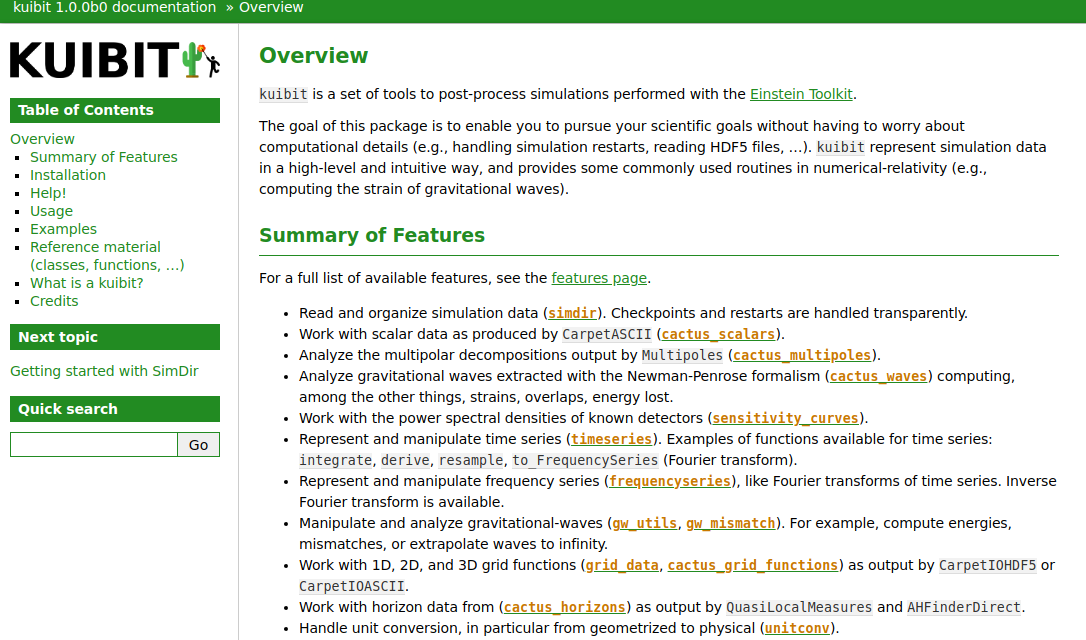 kuibit 1.0.0b0 documentation » Overview
KUIBIT
Table of Contents
Overview
Summary of Features
Installation
Help!
Usage
Examples
Reference material
(classes, functions, …)
What is a kuibit?
Credits
Next topic
Getting started with SimDir
Quick search
Go
Overview
kuibit is a set of tools to post-process simulations performed with the Einstein Toolkit.
The goal of this package is to enable you to pursue your scientific goals without having to worry about
computational details (e.g., handling simulation restarts, reading HDF5 files, …). kuibit represent simulation data
in a high-level and intuitive way, and provides some commonly used routines in numerical-relativity (e.g.,
computing the strain of gravitational waves).
Summary of Features
For a full list of available features, see the features page.
• Read and organize simulation data (simdir). Checkpoints and restarts are handled transparently.
• Work with scalar data as produced by CarpetASCII (cactus_scalars).
• Analyze the multipolar decompositions output by Multipoles (cactus_multipoles).
• Analyze gravitational waves extracted with the Newman-Penrose formalism (cactus_waves) computing,
among the other things, strains, overlaps, energy lost.
• Work with the power spectral densities of known detectors (sensitivity_curves).
• Represent and manipulate time series (timeseries). Examples of functions available for time series:
integrate, derive, resample, to_FrequencySeries (Fourier transform).
• Represent and manipulate frequency series (frequencyseries), like Fourier transforms of time series. Inverse
Fourier transform is available.
• Manipulate and analyze gravitational-waves (gw_utils, gw_mismatch). For example, compute energies,
mismatches, or extrapolate waves to infinity.
• Work with 1D, 2D, and 3D grid functions (grid_data, cactus_grid_functions) as output by CarpetIOHDF5 or
CarpetIOASCII.
• Work with horizon data from (cactus_horizons) as output by QuasiLocalMeasures and AHFinderDirect.
• Handle unit conversion, in particular from geometrized to physical (unitconv).